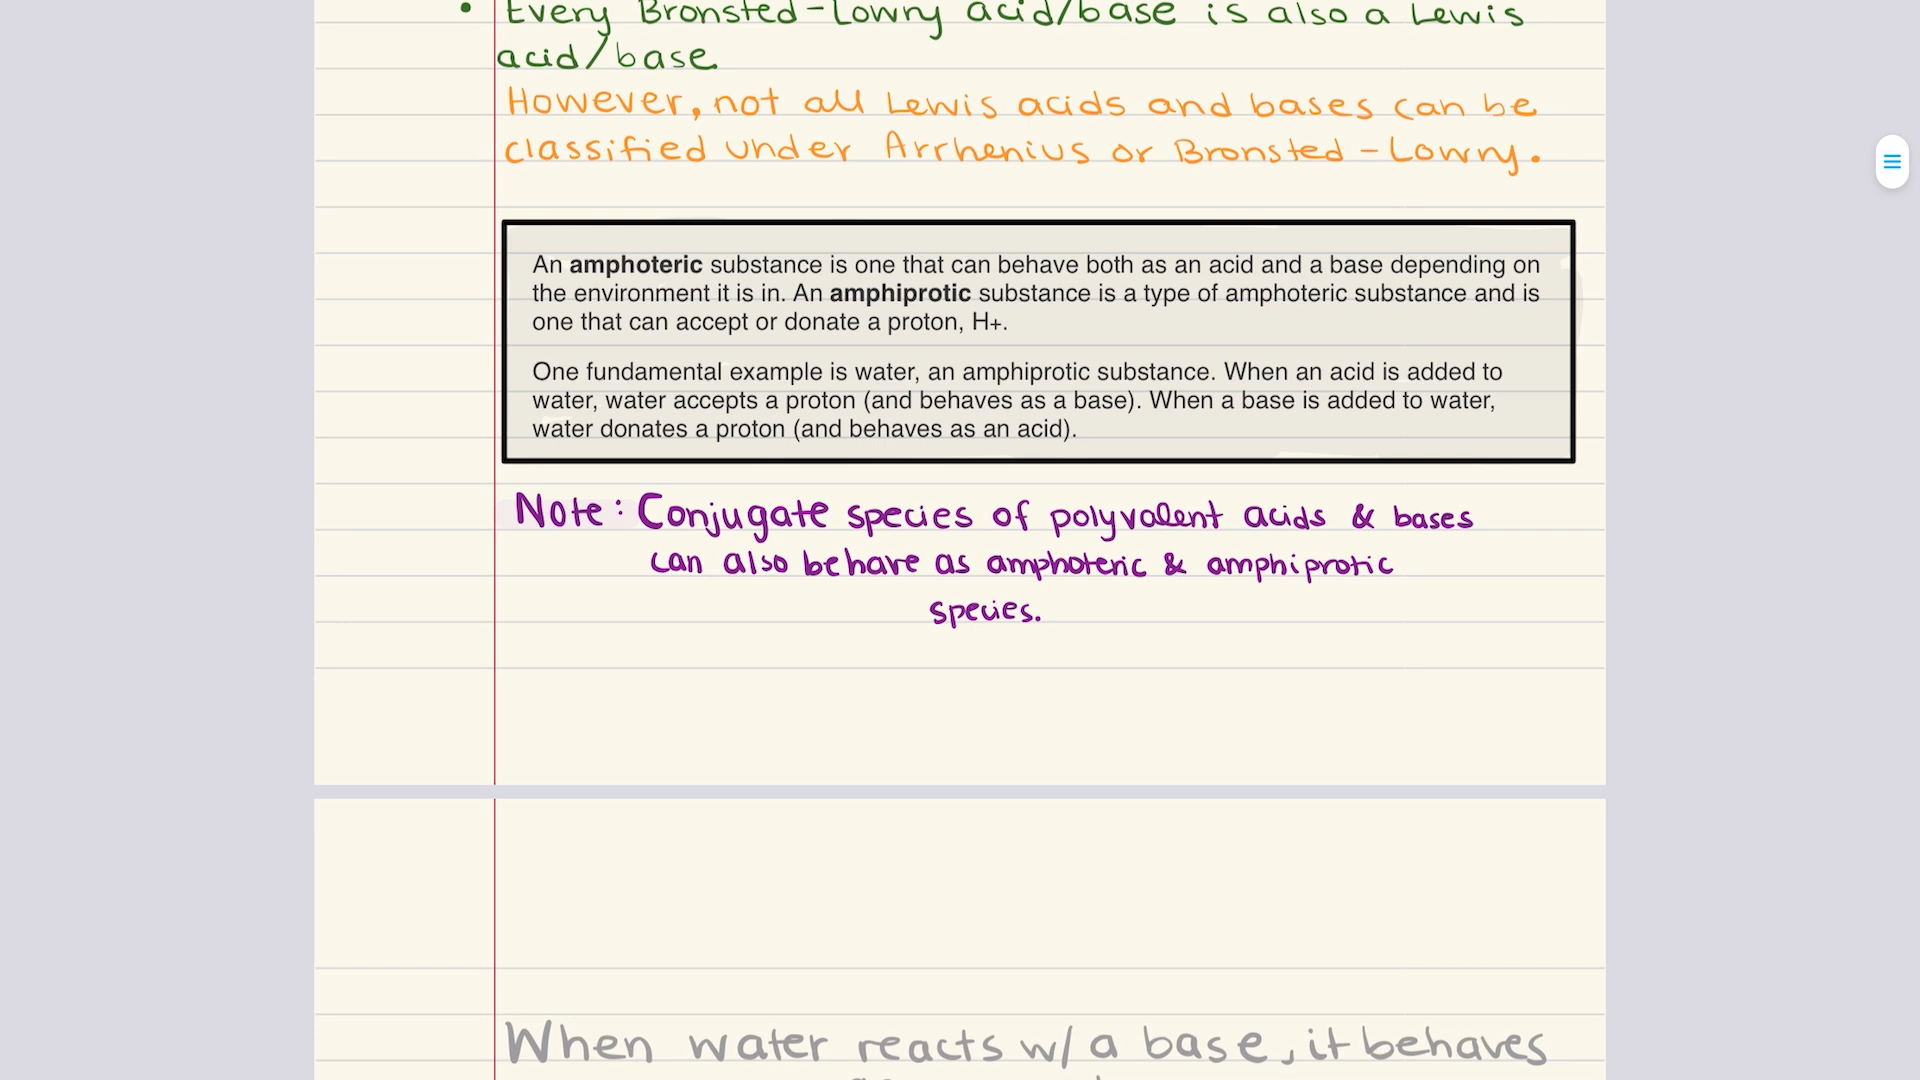 • Every Bronsted-Lowry acid/base is also a Lewis
acid/base
However, not all Lewis acids and bases can be
classified under Arrhenius or Bronsted-Lowry.
An amphoteric substance is one that can behave both as an acid and a base depending on
the environment it is in. An amphiprotic substance is a type of amphoteric substance and is
one that can accept or donate a proton, H+.
One fundamental example is water, an amphiprotic substance. When an acid is added to
water, water accepts a proton (and behaves as a base). When a base is added to water,
water donates a proton (and behaves as an acid).
Note: Conjugate species of polyvalent acids & bases
can also behave as amphoteric & amphiprotic
species.
When water reacts w/ a base, it behaves